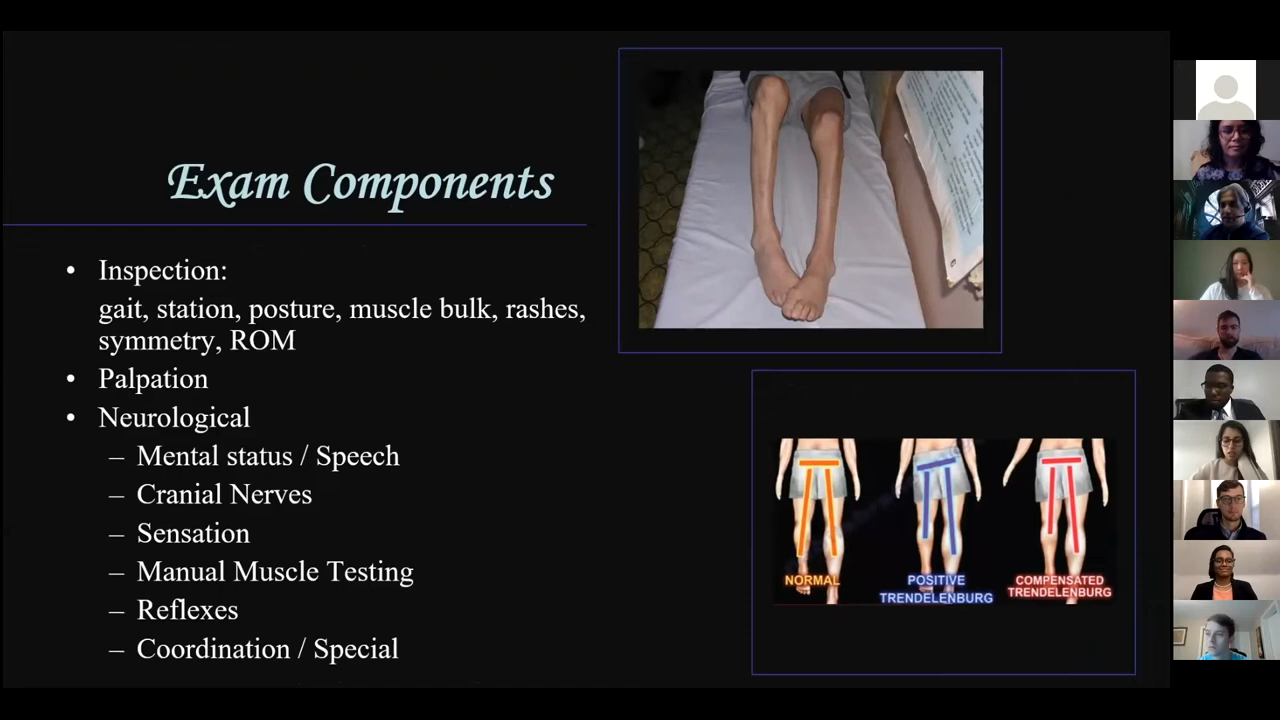 Exam Components
• Inspection:
gait, station, posture, muscle bulk, rashes,
symmetry, ROM
• Palpation
• Neurological
– Mental status / Speech
– Cranial Nerves
– Sensation
– Manual Muscle Testing
– Reflexes
– Coordination / Special
NORMAL
POSITIVE
TRENDELENBURG
COMPENSATED
TRENDELENBURG